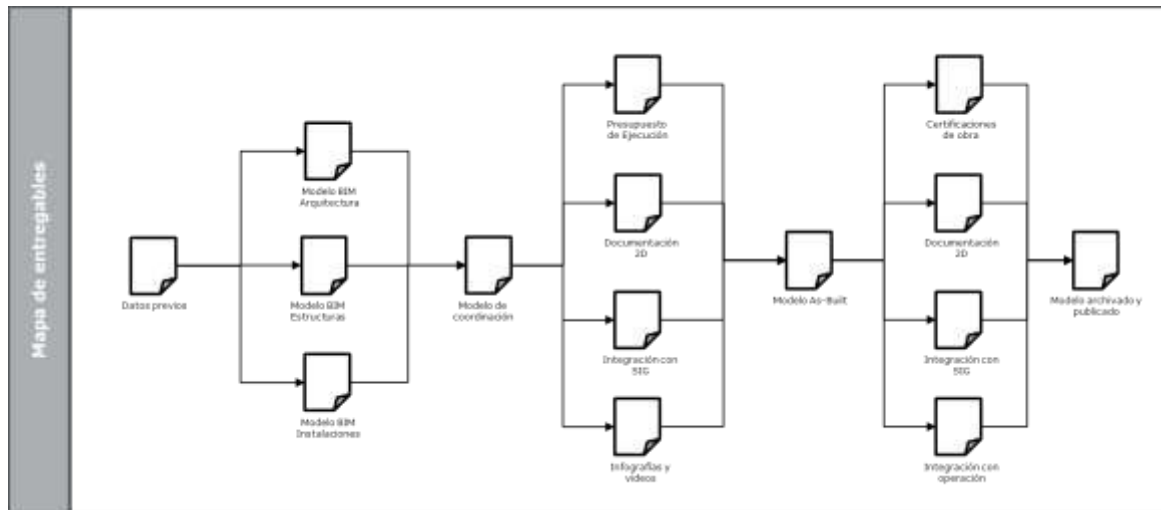 Mapa de entregables
Datos previos
Modelo BIM
Arquitectura
Modelo BIM
Estructuras
Modelo BIM
Instalaciones
Modelo de
coordinación
Presupuesto
de Ejecución
Documentación
2D
Integración con
SIG
Infografías y
vídeos
Modelo As-Built
Certificaciones
de obra
Documentación
2D
Integración con
SIG
Integración con
operación
Modelo archivado y
publicado